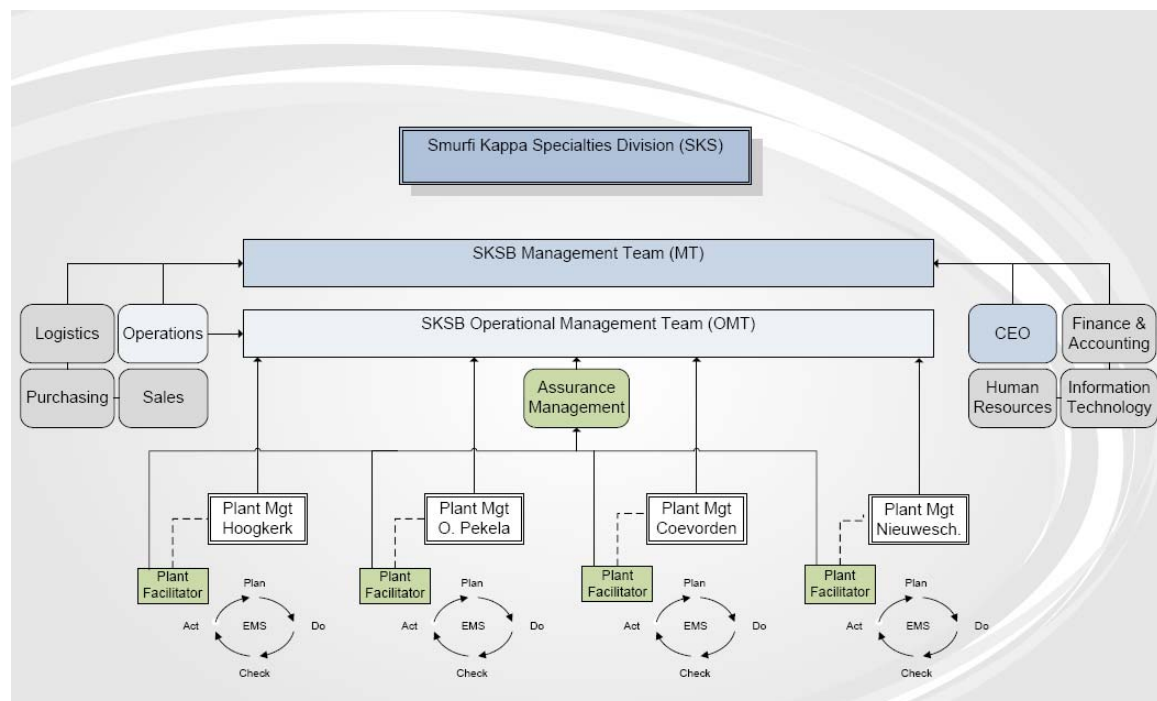 Smurfi Kappa Specialties Division (SKS)
SKSB Management Team (MT)
Logistics
Operations
SKSB Operational Management Team (OMT)
CEO
Finance &
Accounting
Purchasing
Sales
Assurance
Management
Human
Resources
Information
Technology
Plant Mgt
Hoogkerk
Plant Mgt
O. Pekela
Plant Mgt
Coevorden
Plant Mgt
Nieuwesch.
Plant
Facilitator
Plan
Act
EMS
Do
Check
Plant
Facilitator
Plan
Act
EMS
Do
Check
Plant
Facilitator
Plan
Act
EMS
Do
Check
Plant
Facilitator
Plan
Act
EMS
Do
Check